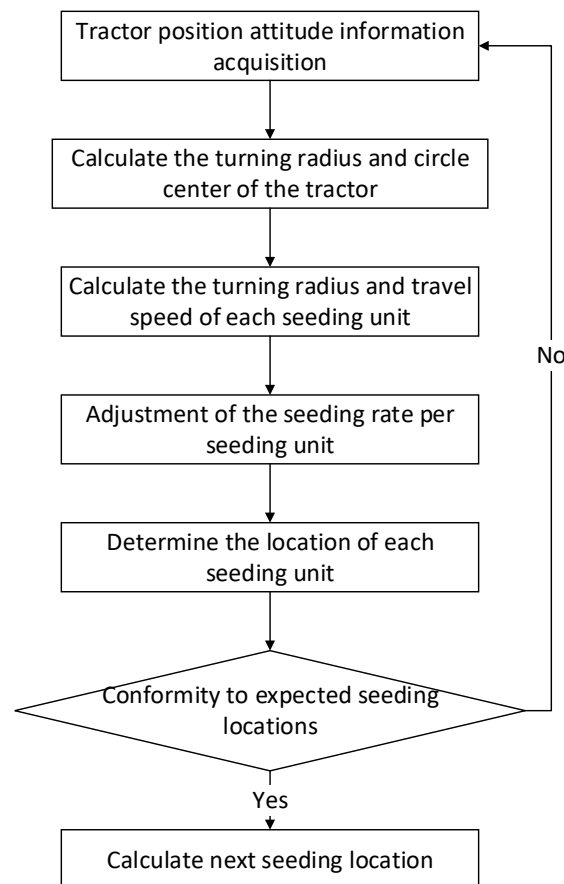 Tractor position attitude information
acquisition
Calculate the turning radius and circle
center of the tractor
Calculate the turning radius and travel
speed of each seeding unit
No
Adjustment of the seeding rate per
seeding unit
Determine the location of each
seeding unit
Conformity to expected seeding
locations
Yes
Calculate next seeding location